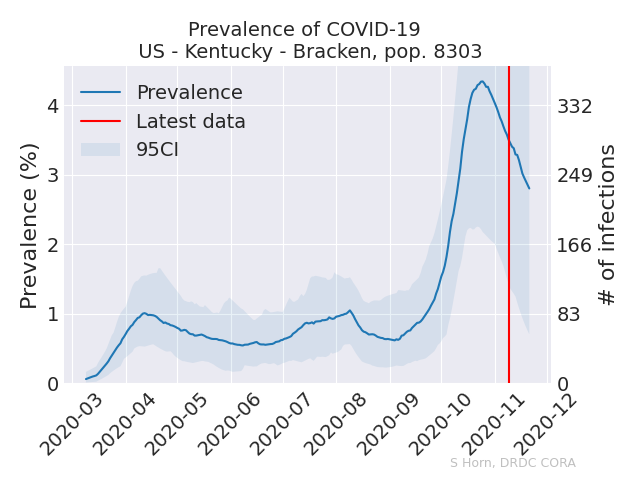 Prevalence of COVID-19
US - Kentucky - Bracken, pop. 8303
Prevalence
Latest data
95CI
Prevalence (%)
4
3
2
1
0
332
249
166
83
0
# of infections
2020-03
2020-04
2020-05
2020-06
2020-07
2020-08
2020-09
2020-10
2020-11
2020-12
S Horn, DRDC CORA